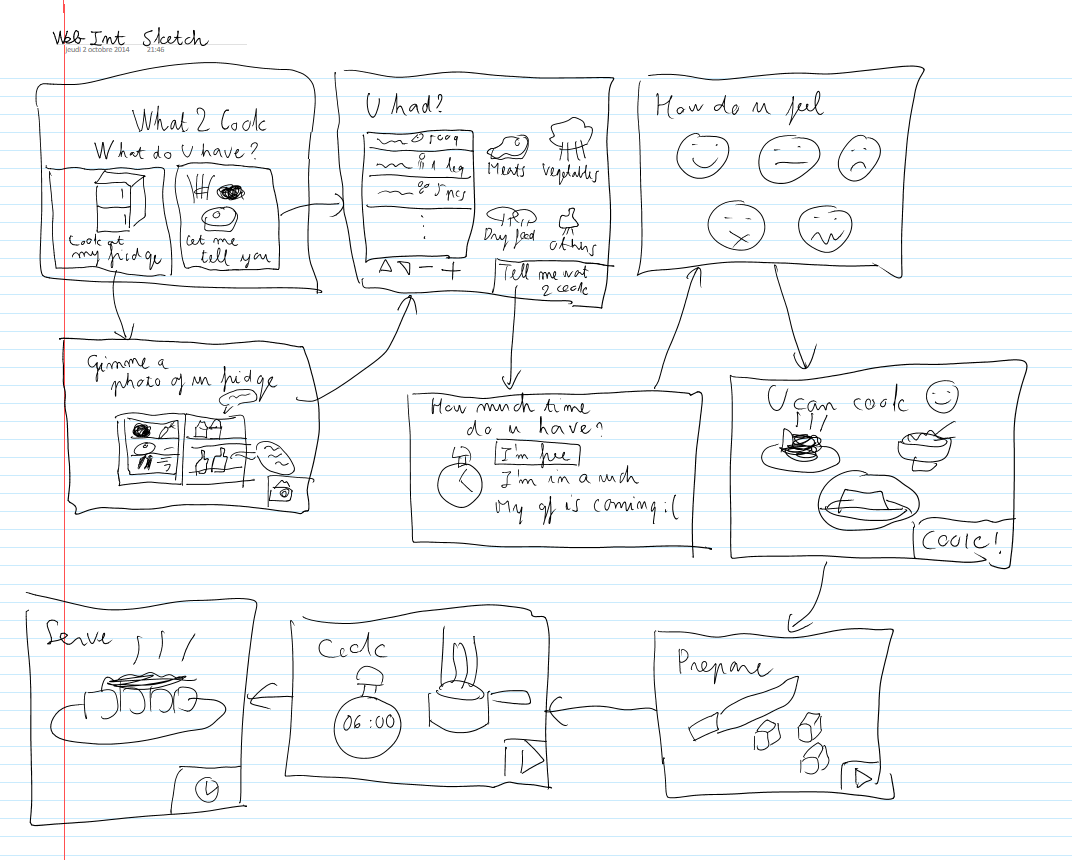 Web Int Sketch
jeudi 2 octobre 2014 21:46
What 2 Cook
What do U have?
Look at
my fridge
Let me
tell you
U had?
500g
1 leg
5 pcs
Meats
Vegetables
Dry food
Others
Tell me wat
2 cook
How do u feel
Gimme a
photo of ur fridge
How much time
do u have?
I'm free
I'm in a rush
My gf is coming :(
U can cook
Cook!
Prepare
Cook
06:00
Serve